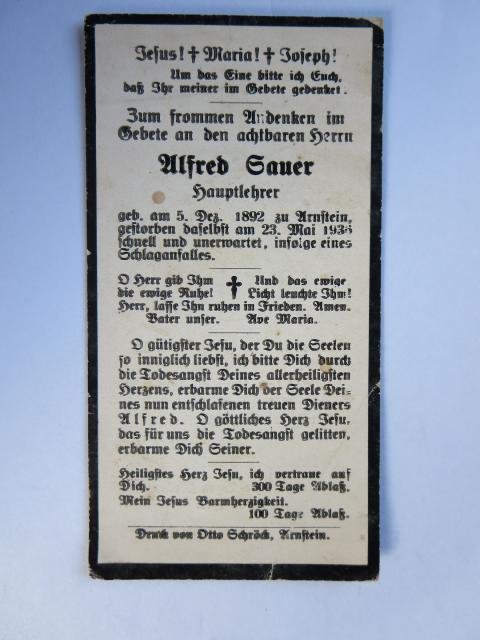 Jesus! ✝ Maria! ✝ Joseph!
Um das Eine bitte ich Euch,
daß Ihr meiner im Gebete gedenket.
Zum frommen Andenken im
Gebete an den achtbaren Herrn
Alfred Sauer
Hauptlehrer
geb. am 5. Dez. 1892 zu Arnstein,
gestorben daselbst am 23. Mai
schnell und unerwartet, infolge eines
Schlaganfalles.
O Herr gib Ihm ✝ Und das ewige
die ewige Ruhe! Licht leuchte Ihm!
Herr, lasse Ihn ruhen in Frieden. Amen.
Vater unser. Ave Maria.
O gütigster Jesu, der Du die Seelen
so inniglich liebst, ich bitte Dich durch
die Todesangst Deines allerheiligsten
Herzens, erbarme Dich der Seele Dei-
nes nun entschlafenen treuen Dieners
Alfred. O göttliches Herz Jesu,
das für uns die Todesangst gelitten,
erbarme Dich Seiner.
Heiligstes Herz Jesu, ich vertraue auf
Dich. 300 Tage Ablaß.
Mein Jesus Barmherzigkeit.
100 Tage Ablaß.
Druck von Otto Schröck, Arnstein.